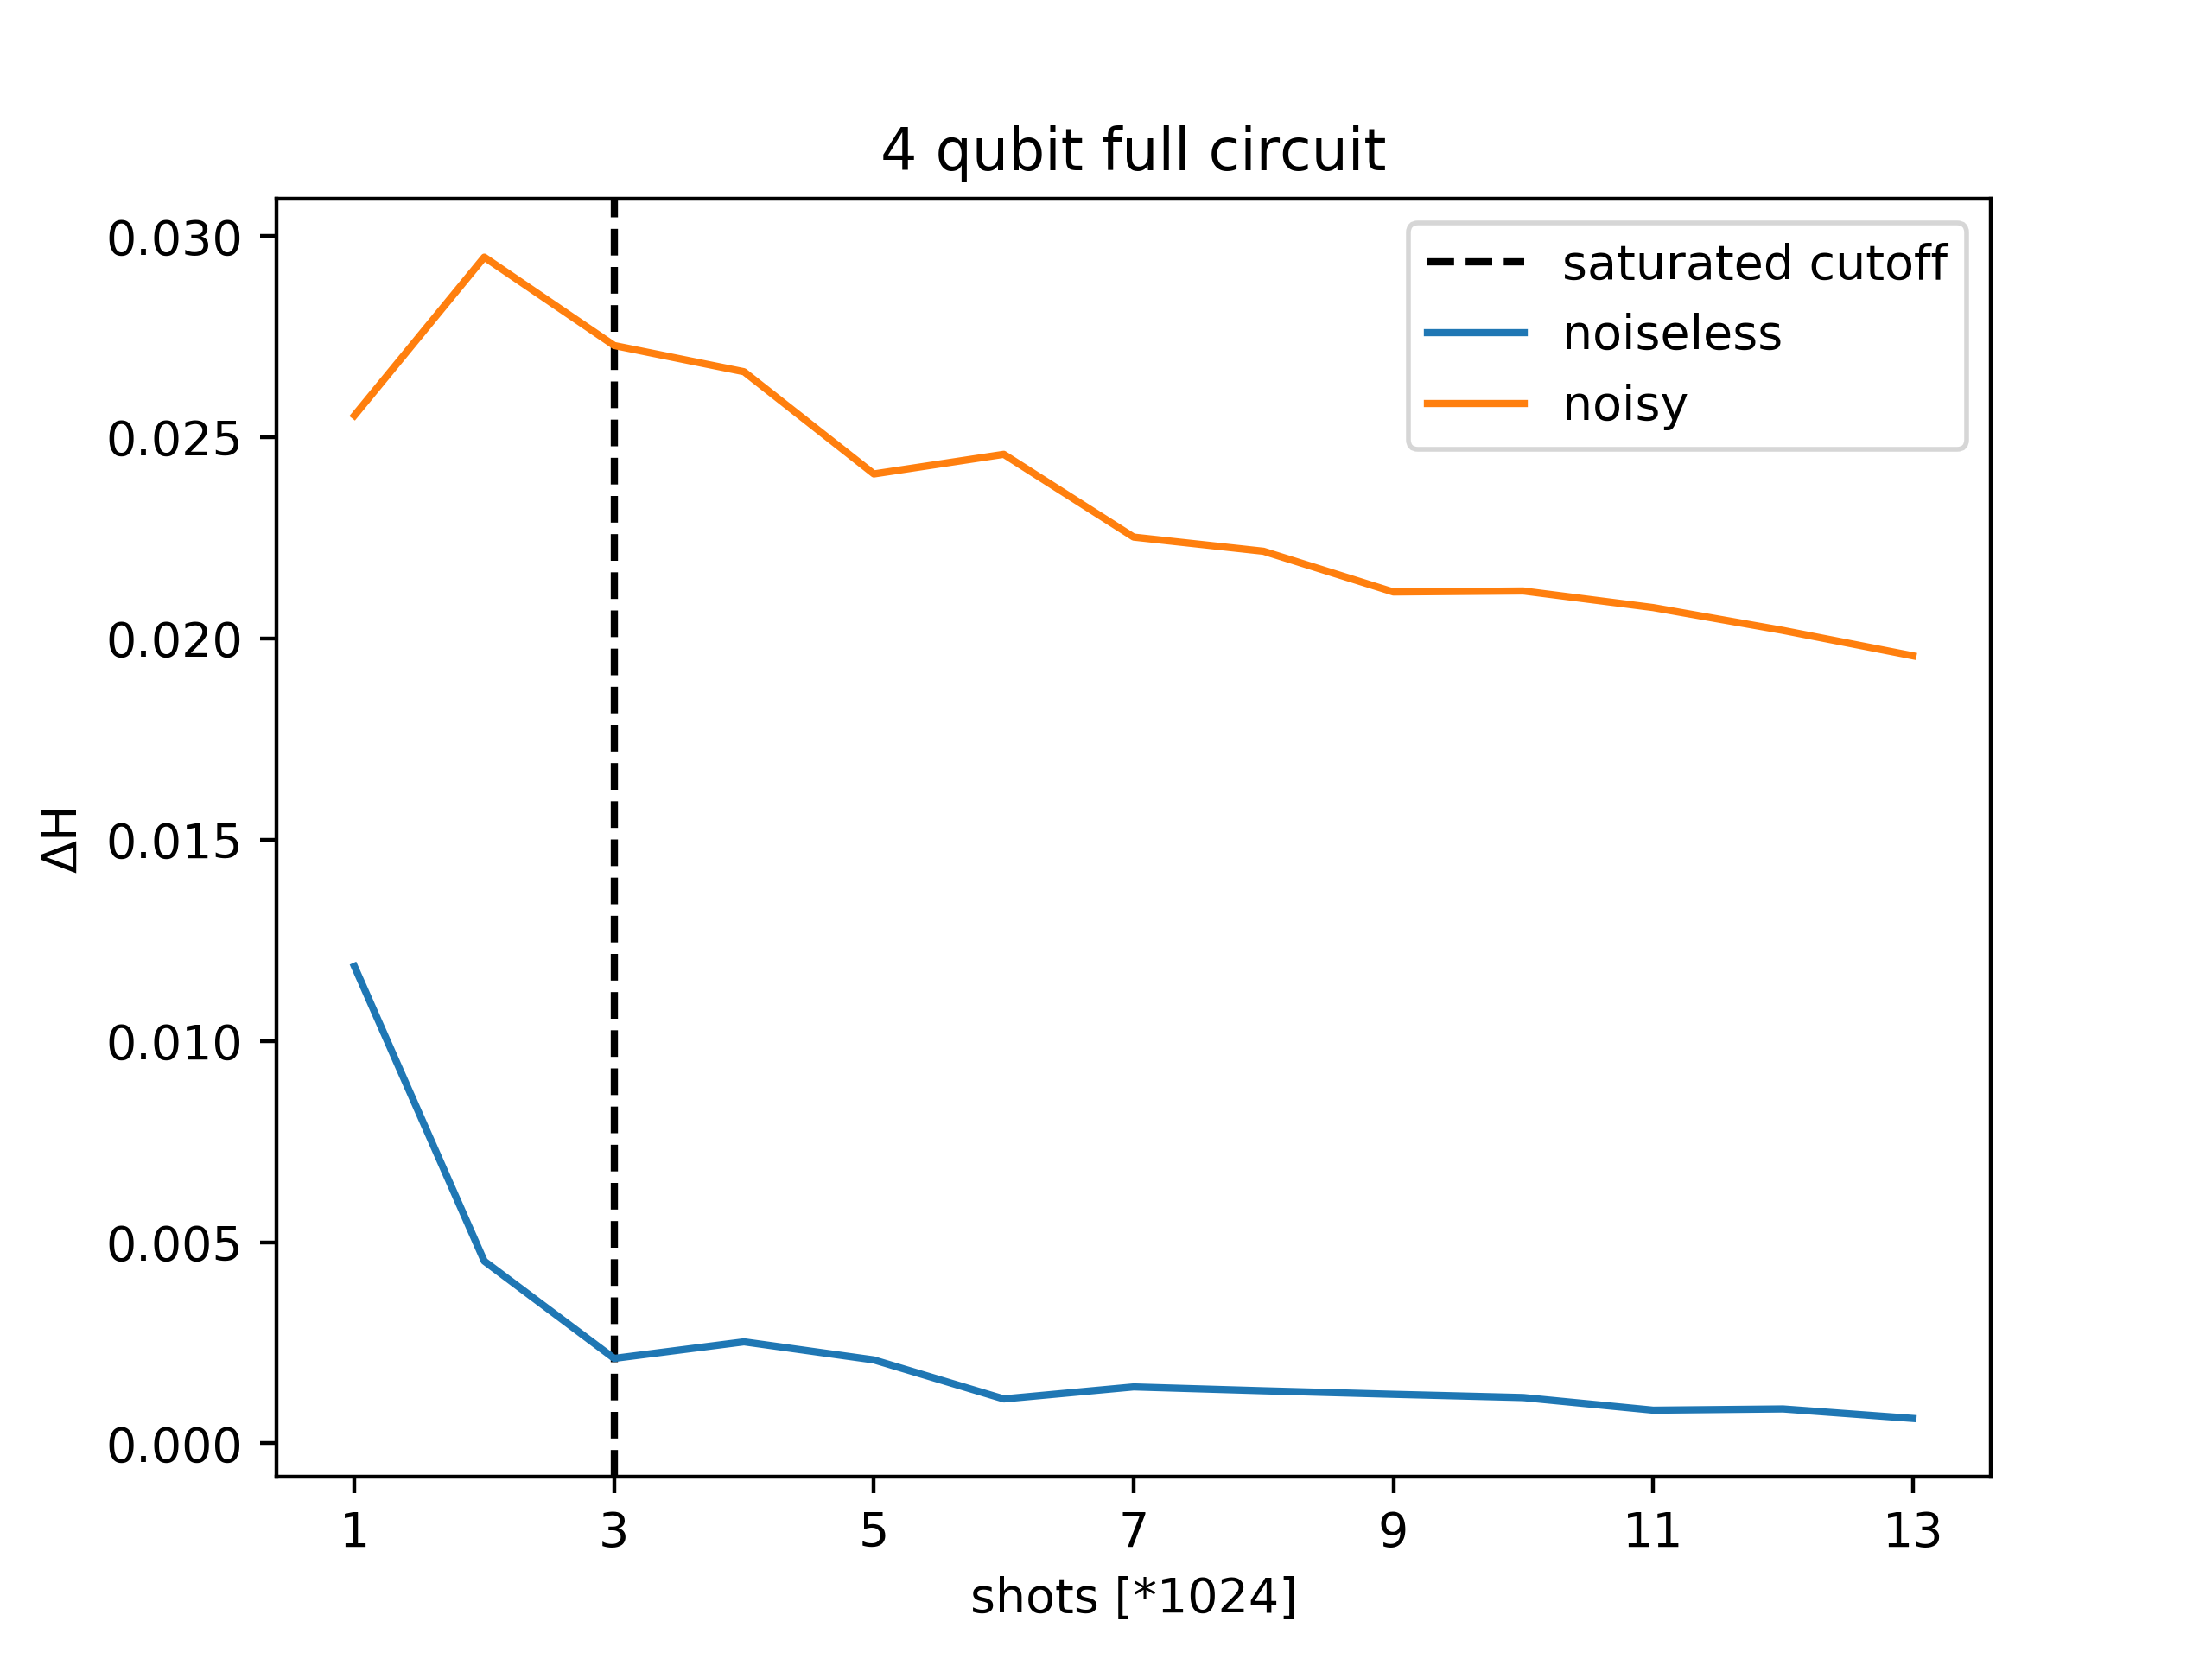 4 qubit full circuit
saturated cutoff
noiseless
noisy
ΔH
0.030
0.025
0.020
0.015
0.010
0.005
0.000
1 3 5 7 9 11 13
shots [*1024]